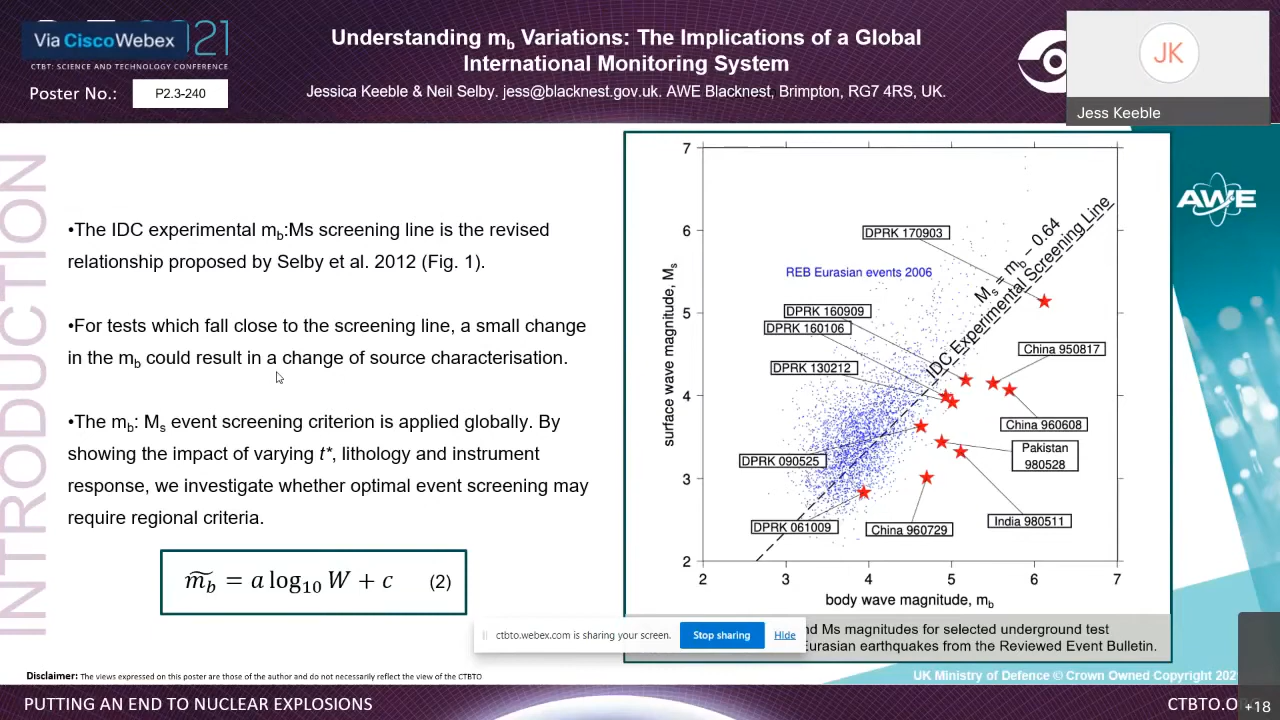 Via Cisco Webex
21
CTBT: SCIENCE AND TECHNOLOGY CONFERENCE
Poster No.: P2.3-240
Understanding mb Variations: The Implications of a Global
International Monitoring System
Jessica Keeble & Neil Selby. jess@blacknest.gov.uk. AWE Blacknest, Brimpton, RG7 4RS, UK.
JK
Jess Keeble
INTRODUCTION
•The IDC experimental mb:Ms screening line is the revised
relationship proposed by Selby et al. 2012 (Fig. 1).
•For tests which fall close to the screening line, a small change
in the mb could result in a change of source characterisation.
•The mb: Ms event screening criterion is applied globally. By
showing the impact of varying t*, lithology and instrument
response, we investigate whether optimal event screening may
require regional criteria.
m̃b = a log10 W + c (2)
AWE
7
6
5
4
3
2
surface wave magnitude, Ms
DPRK 170903
REB Eurasian events 2006
Ms = mb − 0.64
IDC Experimental Screening Line
DPRK 160909
DPRK 160106
China 950817
DPRK 130212
China 960608
Pakistan
980528
DPRK 090525
India 980511
DPRK 061009
China 960729
2 3 4 5 6 7
body wave magnitude, mb
ctbto.webex.com is sharing your screen. Stop sharing Hide
nd Ms magnitudes for selected underground test
Eurasian earthquakes from the Reviewed Event Bulletin.
Disclaimer: The views expressed on this poster are those of the author and do not necessarily reflect the view of the CTBTO
UK Ministry of Defence © Crown Owned Copyright 202
PUTTING AN END TO NUCLEAR EXPLOSIONS
CTBTO.O
+18